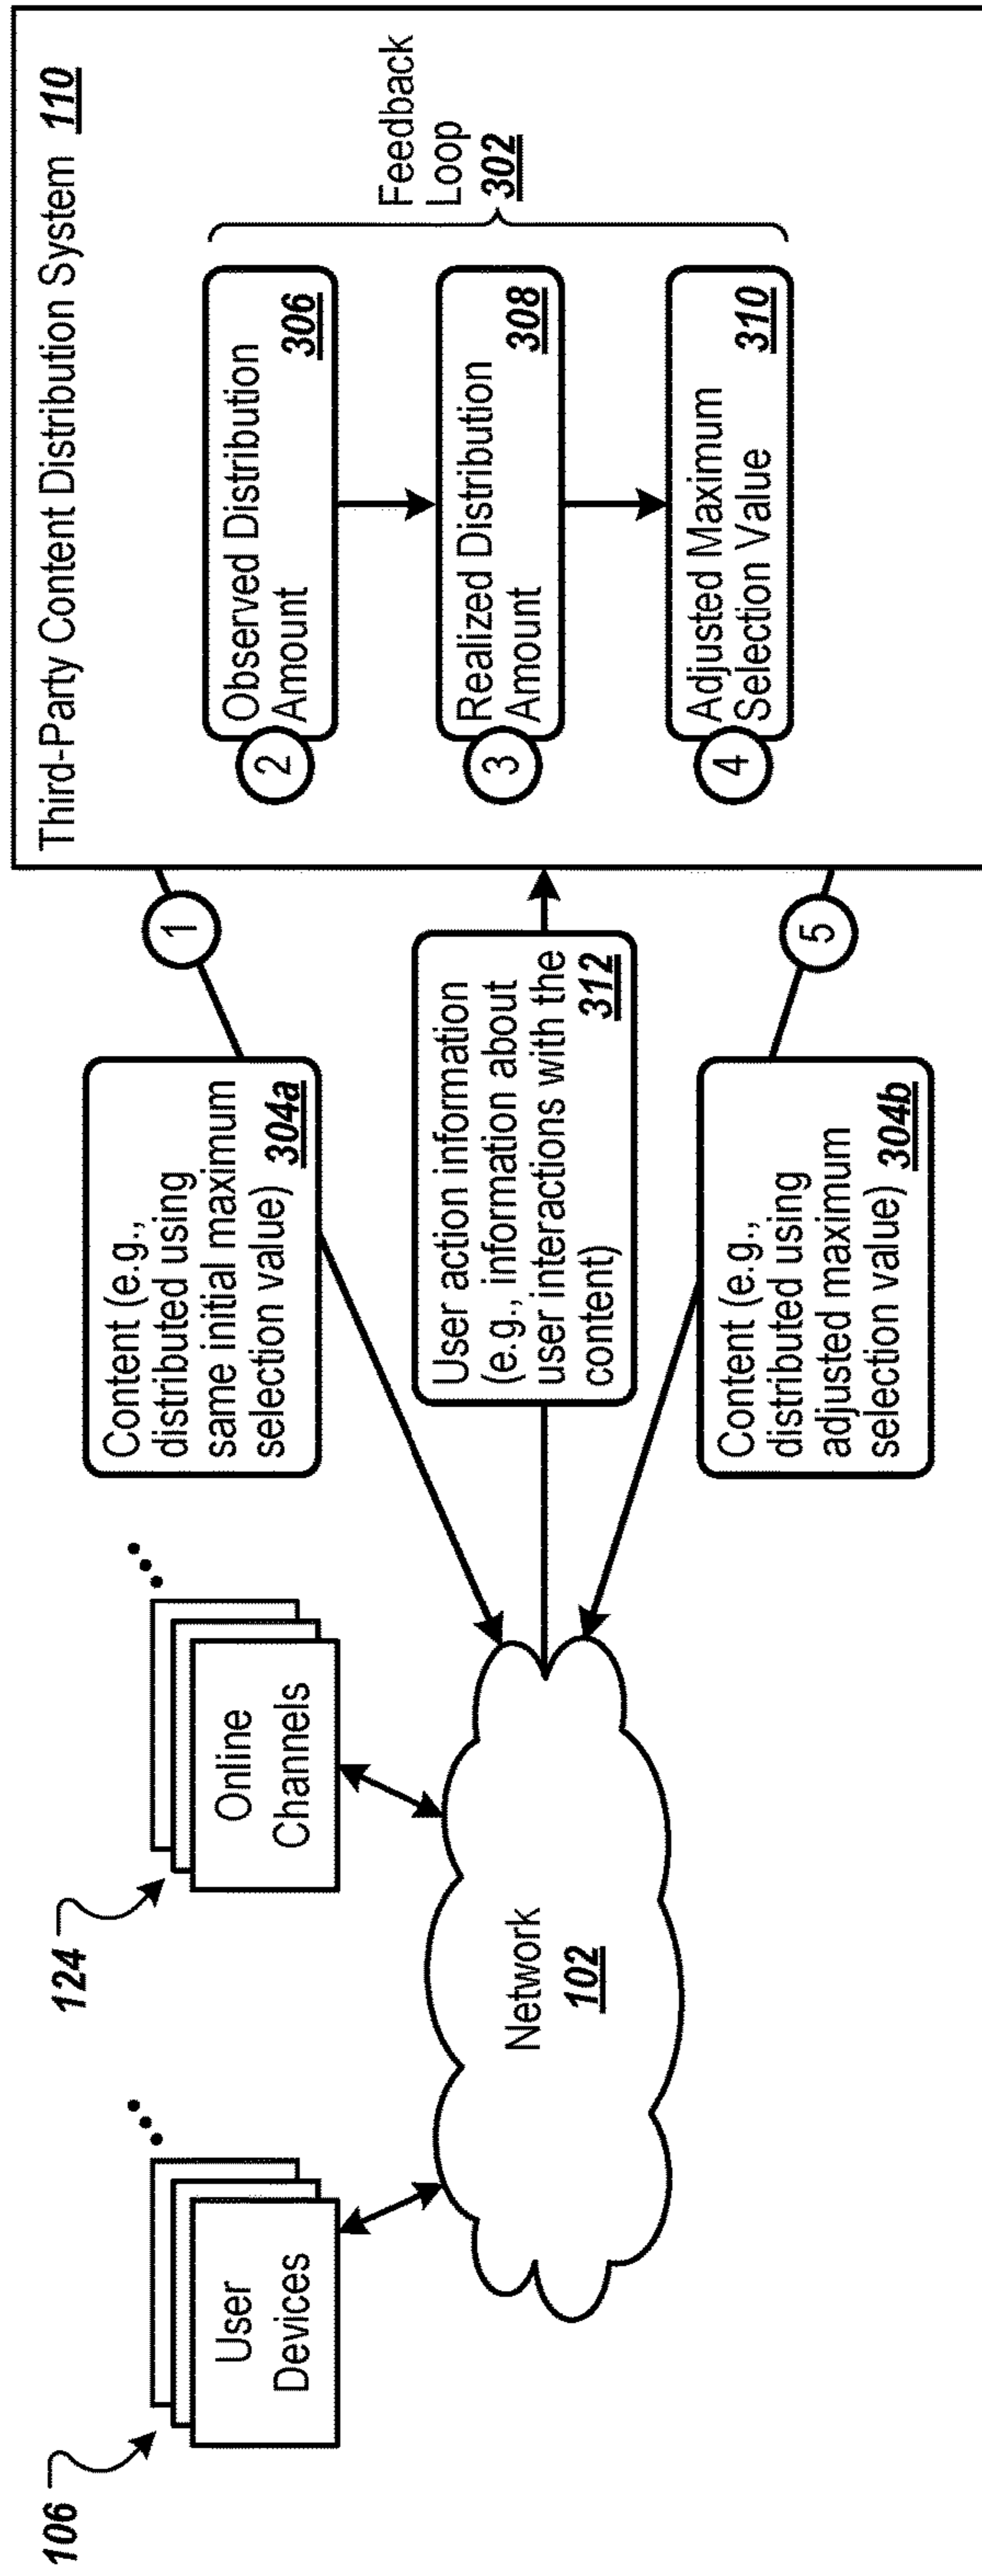 106
User
Devices
124
Online
Channels
Network
102
Content (e.g.,
distributed using
same initial maximum
selection value) 304a
1
User action information
(e.g., information about
user interactions with the
content) 312
Content (e.g.,
distributed using
adjusted maximum
selection value) 304b
5
Third-Party Content Distribution System 110
2
Observed Distribution
Amount 306
3
Realized Distribution
Amount 308
4
Adjusted Maximum
Selection Value 310
Feedback
Loop
302